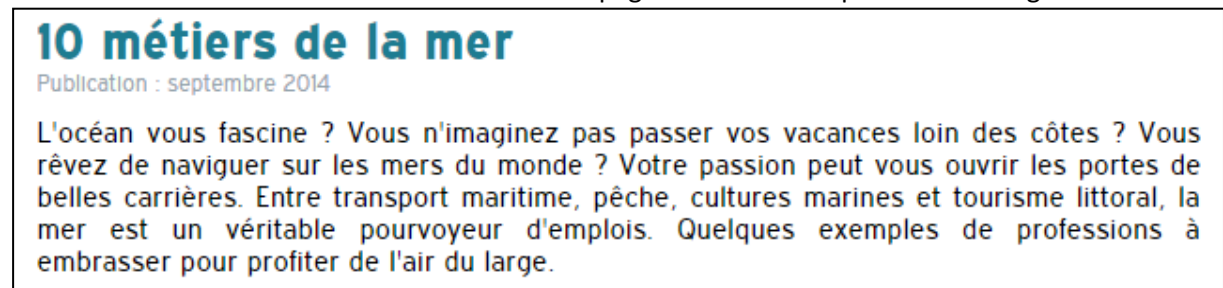 10 métiers de la mer
Publication : septembre 2014
L'océan vous fascine ? Vous n'imaginez pas passer vos vacances loin des côtes ? Vous
rêvez de naviguer sur les mers du monde ? Votre passion peut vous ouvrir les portes de
belles carrières. Entre transport maritime, pêche, cultures marines et tourisme littoral, la
mer est un véritable pourvoyeur d'emplois. Quelques exemples de professions à
embrasser pour profiter de l'air du large.